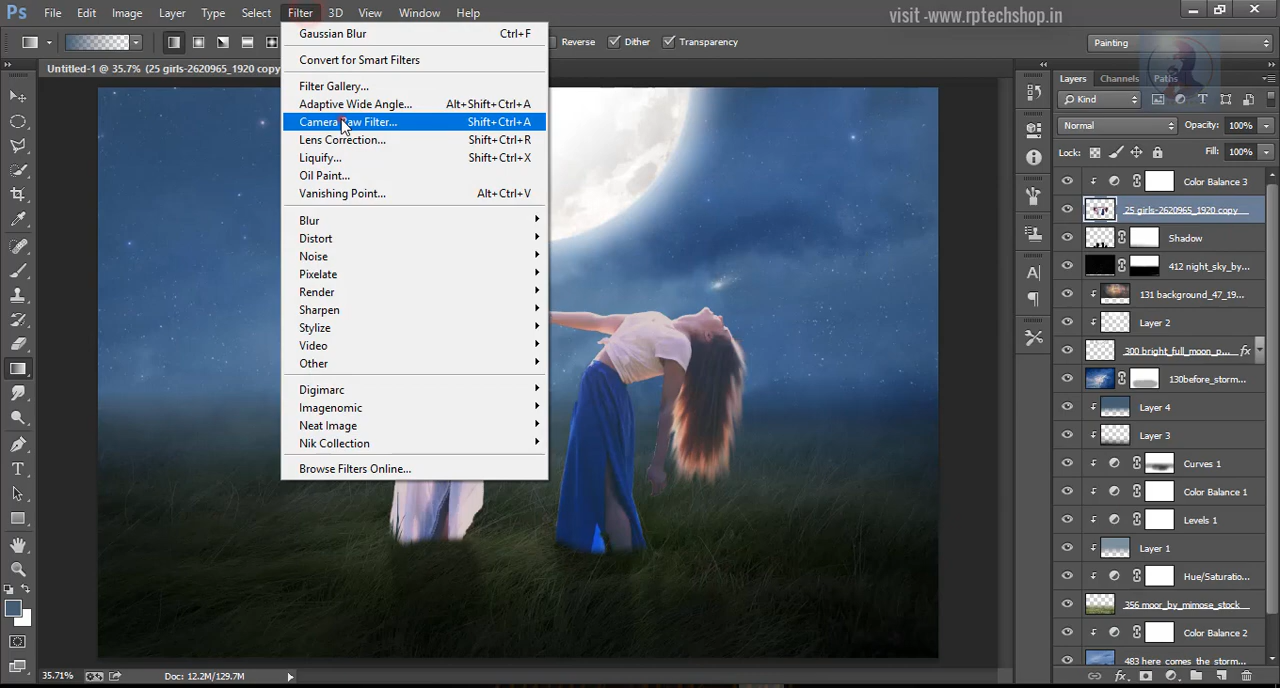 Ps File Edit Image Layer Type Select Filter 3D View Window Help
visit -www.rptechshop.in
Reverse Dither Transparency Painting
Untitled-1 @ 35.7% (25 girls-2620965_1920 copy
Gaussian Blur Ctrl+F
Convert for Smart Filters
Filter Gallery...
Adaptive Wide Angle... Alt+Shift+Ctrl+A
Camera Raw Filter... Shift+Ctrl+A
Lens Correction... Shift+Ctrl+R
Liquify... Shift+Ctrl+X
Oil Paint...
Vanishing Point... Alt+Ctrl+V
Blur
Distort
Noise
Pixelate
Render
Sharpen
Stylize
Video
Other
Digimarc
Imagenomic
Neat Image
Nik Collection
Browse Filters Online...
Layers Channels Paths
Kind
Normal Opacity: 100%
Lock: Fill: 100%
Color Balance 3
25 girls-2620965_1920 copy
Shadow
412 night_sky_by...
131 background_47_19...
Layer 2
300 bright_full_moon_p... fx
130before_storm...
Layer 4
Layer 3
Curves 1
Color Balance 1
Levels 1
Layer 1
Hue/Saturatio...
356 moor_by_mimose_stock
Color Balance 2
483 here_comes_the_storm...
35.71% Doc: 12.2M/129.7M